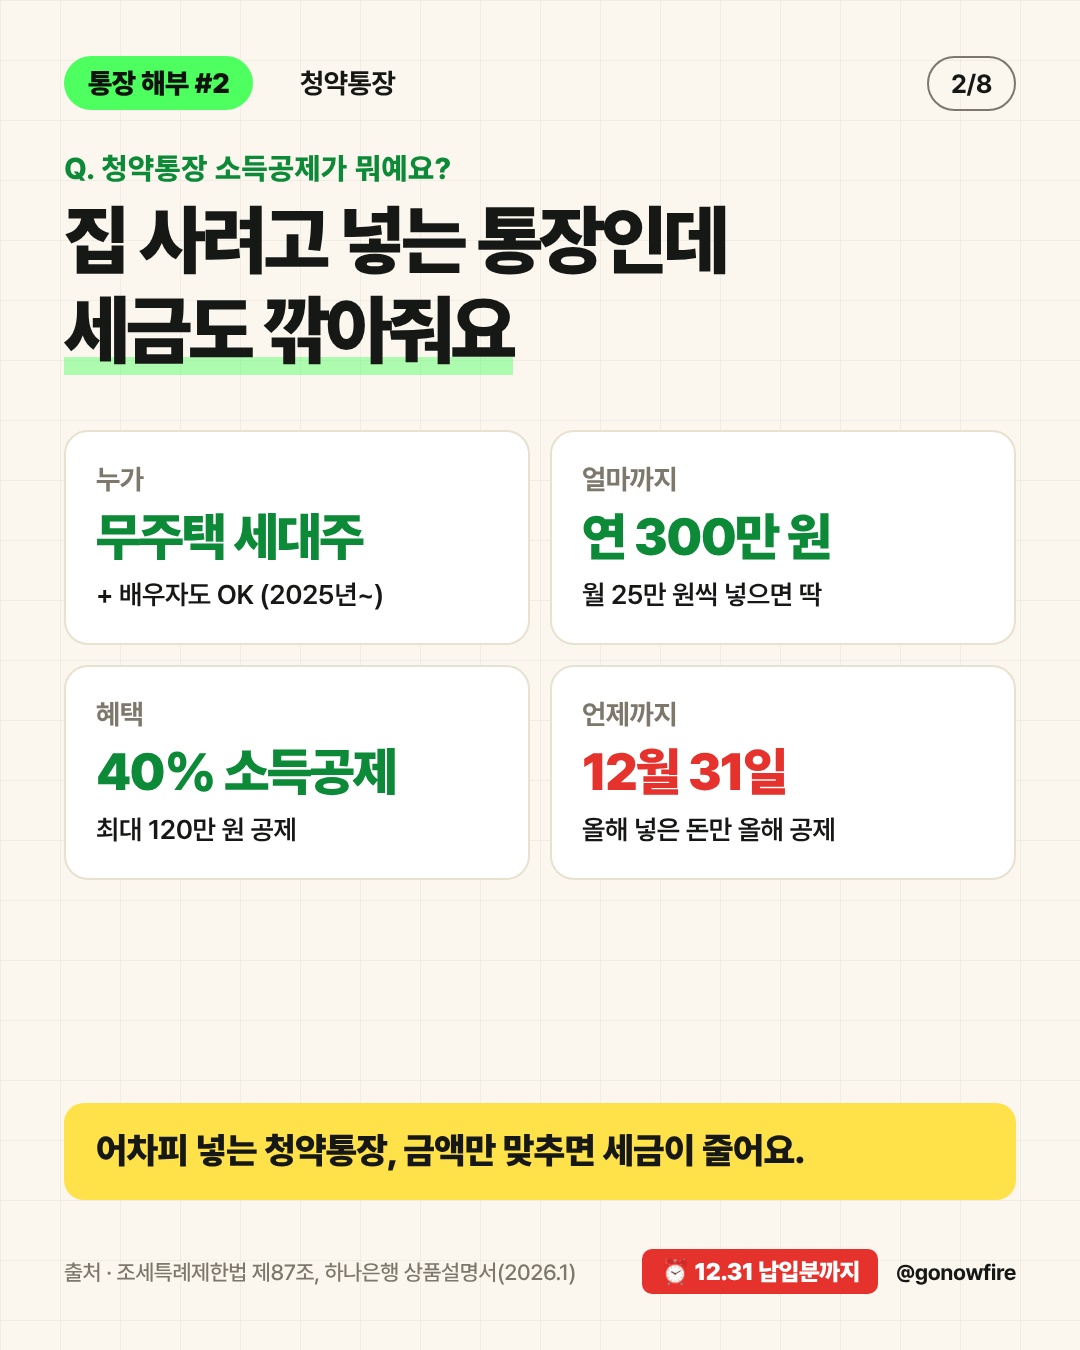 통장 해부 #2
청약통장
2/8
Q. 청약통장 소득공제가 뭐예요?
집 사려고 넣는 통장인데
세금도 깎아줘요
누가
무주택 세대주
+ 배우자도 OK (2025년~)
얼마까지
연 300만 원
월 25만 원씩 넣으면 딱
혜택
40% 소득공제
최대 120만 원 공제
언제까지
12월 31일
올해 넣은 돈만 올해 공제
어차피 넣는 청약통장, 금액만 맞추면 세금이 줄어요.
출처 · 조세특례제한법 제87조, 하나은행 상품설명서(2026.1)
⏰ 12.31 납입분까지
@gonowfire